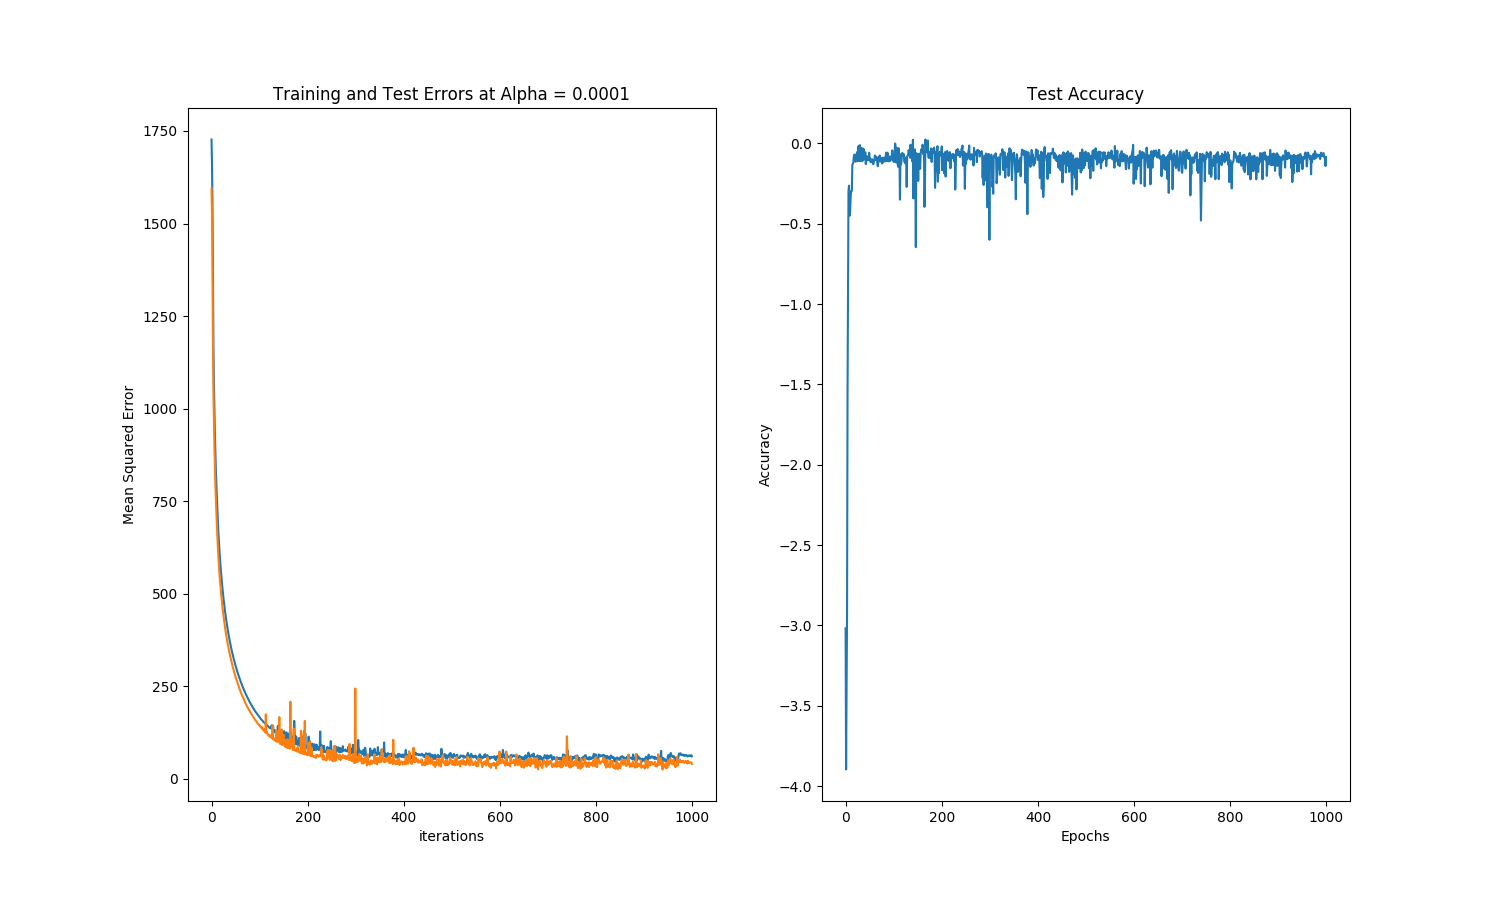 Training and Test Errors at Alpha = 0.0001
1750
1500
1250
1000
750
500
250
0
Mean Squared Error
0 200 400 600 800 1000
iterations
Test Accuracy
0.0
−0.5
−1.0
−1.5
−2.0
−2.5
−3.0
−3.5
−4.0
Accuracy
0 200 400 600 800 1000
Epochs